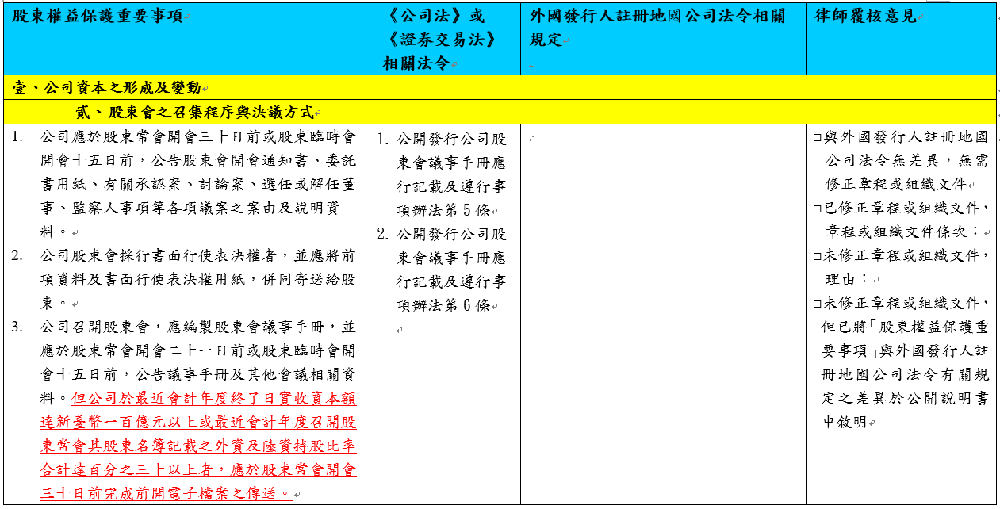 股東權益保護重要事項
《公司法》或
《證券交易法》
相關法令
外國發行人註冊地國公司法令相關
規定
律師覆核意見
壹、公司資本之形成及變動
貳、股東會之召集程序與決議方式
1. 公司應於股東常會開會三十日前或股東臨時會
開會十五日前，公告股東會開會通知書、委託
書用紙、有關承認案、討論案、選任或解任董
事、監察人事項等各項議案之案由及說明資
料。
2. 公司股東會採行書面行使表決權者，並應將前
項資料及書面行使表決權用紙，併同寄送給股
東。
3. 公司召開股東會，應編製股東會議事手冊，並
應於股東常會開會二十一日前或股東臨時會開
會十五日前，公告議事手冊及其他會議相關資
料。但公司於最近會計年度終了日實收資本額
達新臺幣一百億元以上或最近會計年度召開股
東常會其股東名簿記載之外資及陸資持股比率
合計達百分之三十以上者，應於股東常會開會
三十日前完成前開電子檔案之傳送。
1. 公開發行公司股
東會議事手冊應
行記載及遵行事
項辦法第 5 條
2. 公開發行公司股
東會議事手冊應
行記載及遵行事
項辦法第 6 條
□與外國發行人註冊地國
公司法令無差異，無需
修正章程或組織文件
□已修正章程或組織文件，
章程或組織文件條次：
□未修正章程或組織文件，
理由：
□未修正章程或組織文件，
但已將「股東權益保護重
要事項」與外國發行人註
冊地國公司法令有關規
定之差異於公開說明書
中敘明